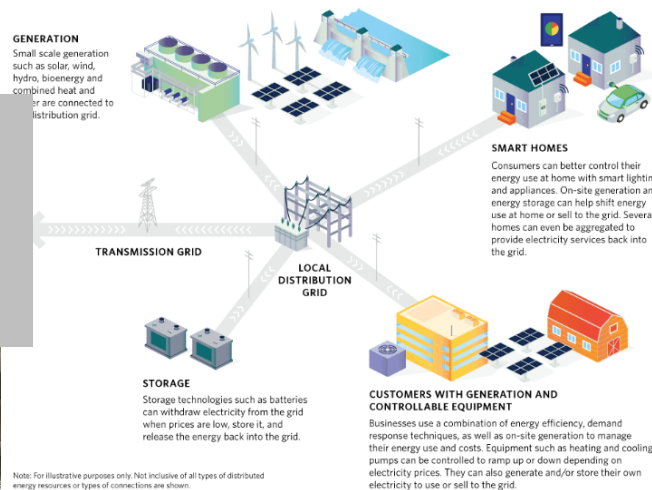 GENERATION
Small scale generation
such as solar, wind,
hydro, bioenergy and
combined heat and
are connected to
distribution grid.
SMART HOMES
Consumers can better control their
energy use at home with smart
and appliances. On-site generation
energy storage can help shift energy
use at home or sell to the grid.
homes can even be aggregated to
provide electricity services back into
the grid.
TRANSMISSION GRID
LOCAL
DISTRIBUTION
GRID
STORAGE
Storage technologies such as batteries
can withdraw electricity from the grid
when prices are low, store it, and
release the energy back into the grid.
CUSTOMERS WITH GENERATION AND
CONTROLLABLE EQUIPMENT
Businesses use a combination of energy efficiency, demand
response techniques, as well as on-site generation to manage
their energy use and costs. Equipment such as heating and cooling
pumps can be controlled to ramp up or down depending on
electricity prices. They can also generate and/or store their own
electricity to use or sell to the grid.
Note: For illustrative purposes only. Not inclusive of all types of distributed
energy resources or types of connections are shown.